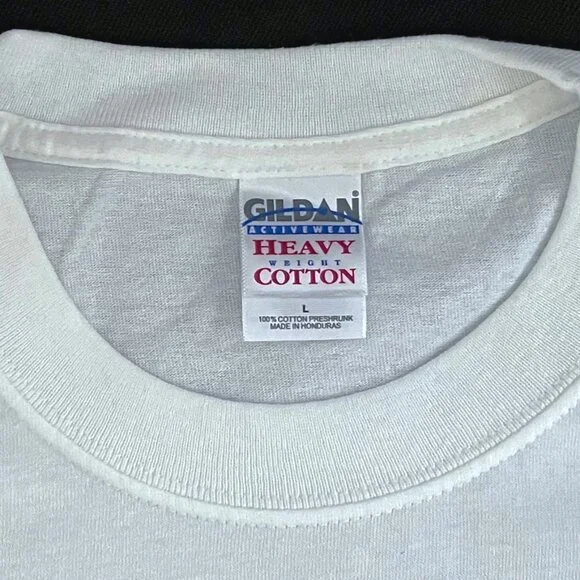 GILDAN®
ACTIVEWEAR
HEAVY
WEIGHT
COTTON
L
100% COTTON PRESHRUNK
MADE IN HONDURAS